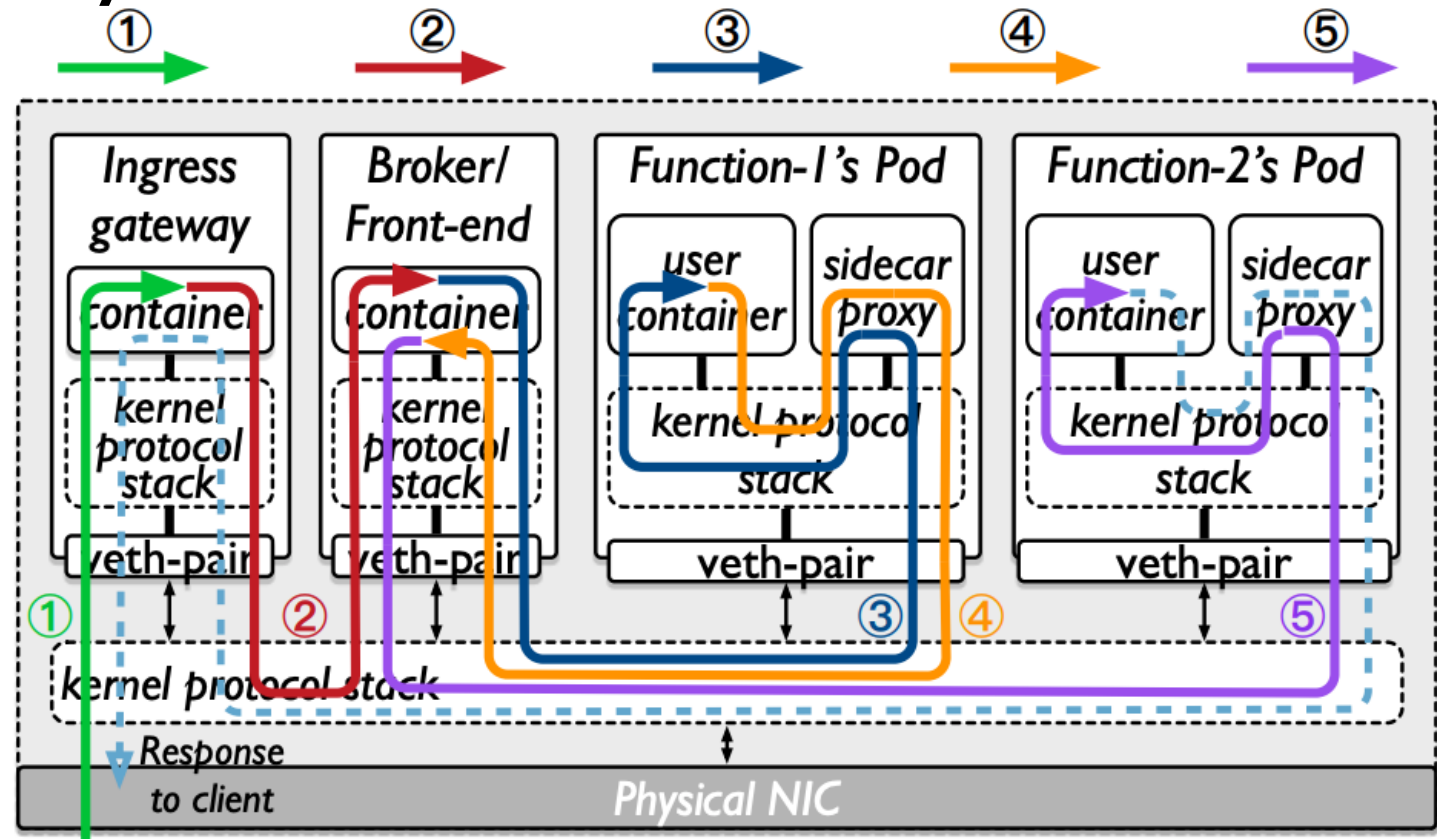 ① ② ③ ④ ⑤
Ingress
gateway
container
kernel
protocol
stack
veth-pair
Broker/
Front-end
container
kernel
protocol
stack
veth-pair
Function-1's Pod
user
container
sidecar
proxy
kernel protocol
stack
veth-pair
Function-2's Pod
user
container
sidecar
proxy
kernel protocol
stack
veth-pair
① ② ③ ④ ⑤
kernel protocol stack
Response
to client
Physical NIC